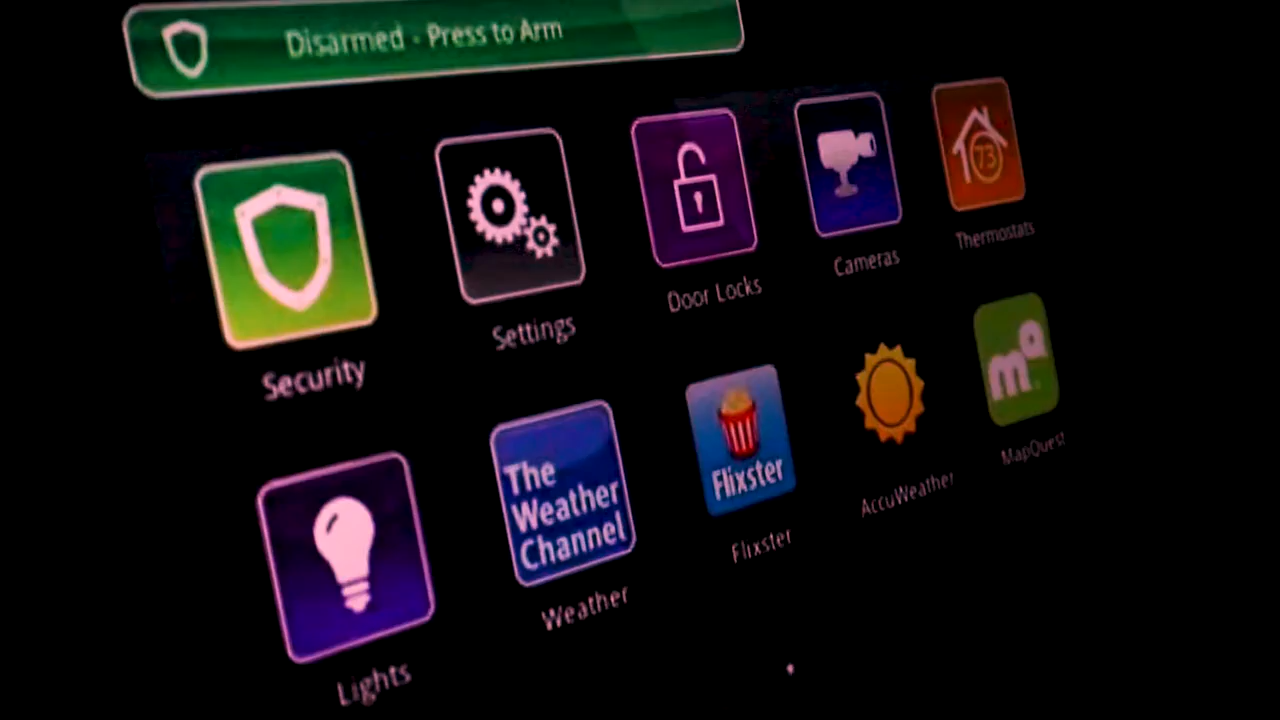 Disarmed - Press to Arm
Security
Settings
Door Locks
Cameras
73
Thermostats
Lights
The
Weather
Channel
Weather
Flixster
Flixster
AccuWeather
mq
MapQuest